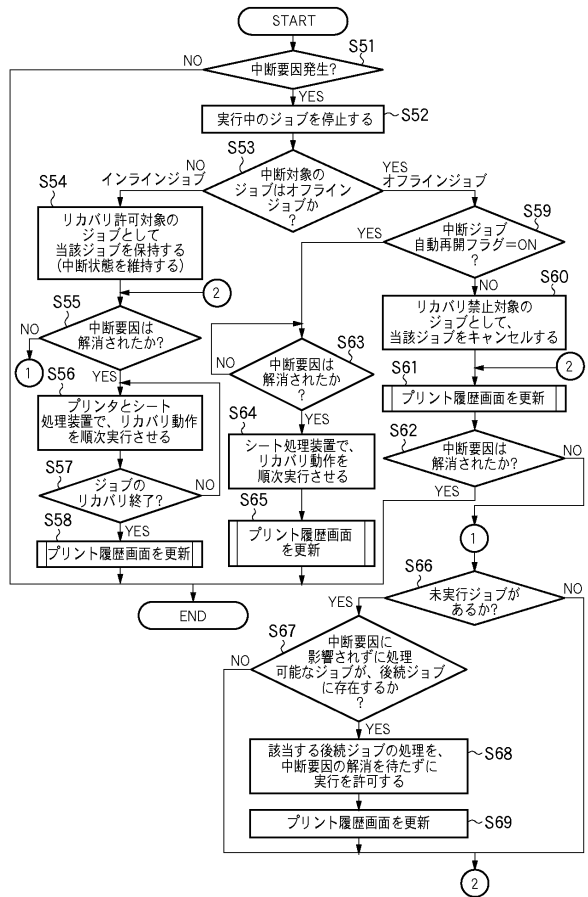 START
S51
中断要因発生?
NO
YES
S52
実行中のジョブを停止する
S53
中断対象の
ジョブはオフライン
ジョブか
?
NO
インラインジョブ
YES
オフラインジョブ
S54
リカバリ許可対象の
ジョブとして
当該ジョブを保持する
(中断状態を維持する)
2
S55
中断要因は
解消されたか?
NO
1
YES
S56
プリンタとシート
処理装置で、リカバリ動作
を順次実行させる
S57
ジョブの
リカバリ終了?
NO
YES
S58
プリント履歴画面を更新
END
S59
中断ジョブ
自動再開フラグ=ON
?
YES
NO
S60
リカバリ禁止対象の
ジョブとして、
当該ジョブをキャンセルする
2
S61
プリント履歴画面を更新
S62
中断要因は
解消されたか?
NO
YES
1
S63
中断要因は
解消されたか
?
NO
YES
S64
シート処理装置で、
リカバリ動作を
順次実行させる
S65
プリント履歴画面
を更新
S66
未実行ジョブが
あるか?
YES
NO
S67
中断要因に
影響されずに処理
可能なジョブが、後続ジョブ
に存在するか
?
NO
YES
S68
該当する後続ジョブの処理を、
中断要因の解消を待たずに
実行を許可する
S69
プリント履歴画面を更新
2